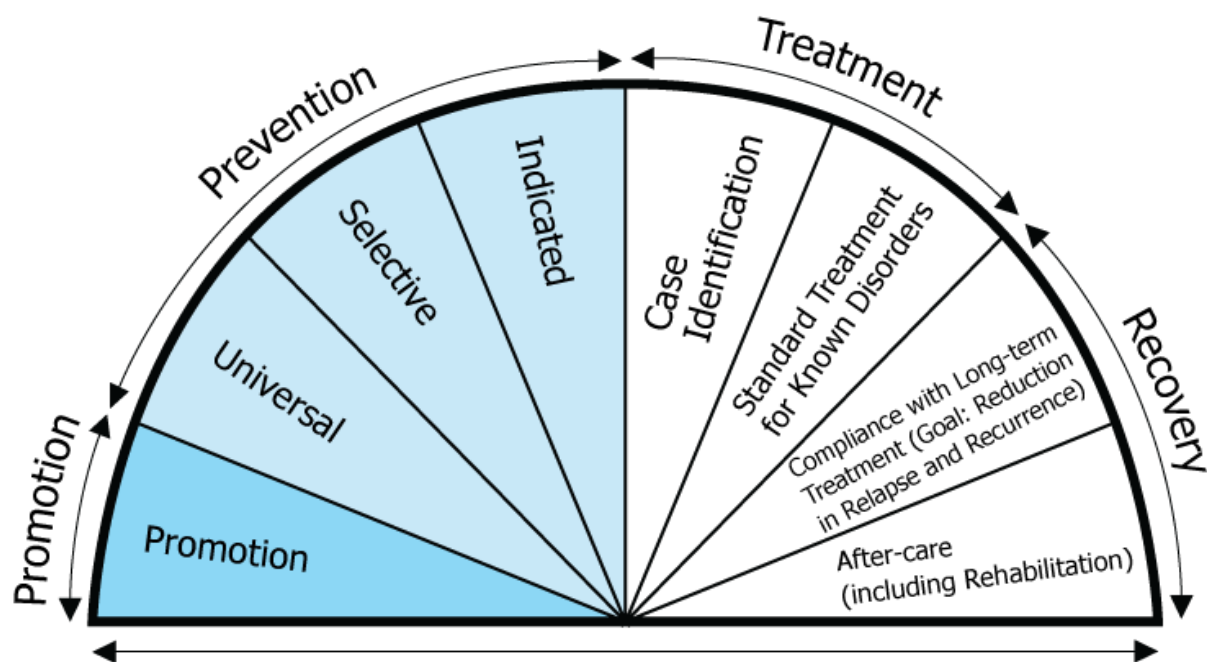 Promotion
Prevention
Treatment
Recovery
Promotion
Universal
Selective
Indicated
Case
Identification
Standard Treatment
for Known Disorders
Compliance with Long-term
Treatment (Goal: Reduction
in Relapse and Recurrence)
After-care
(including Rehabilitation)